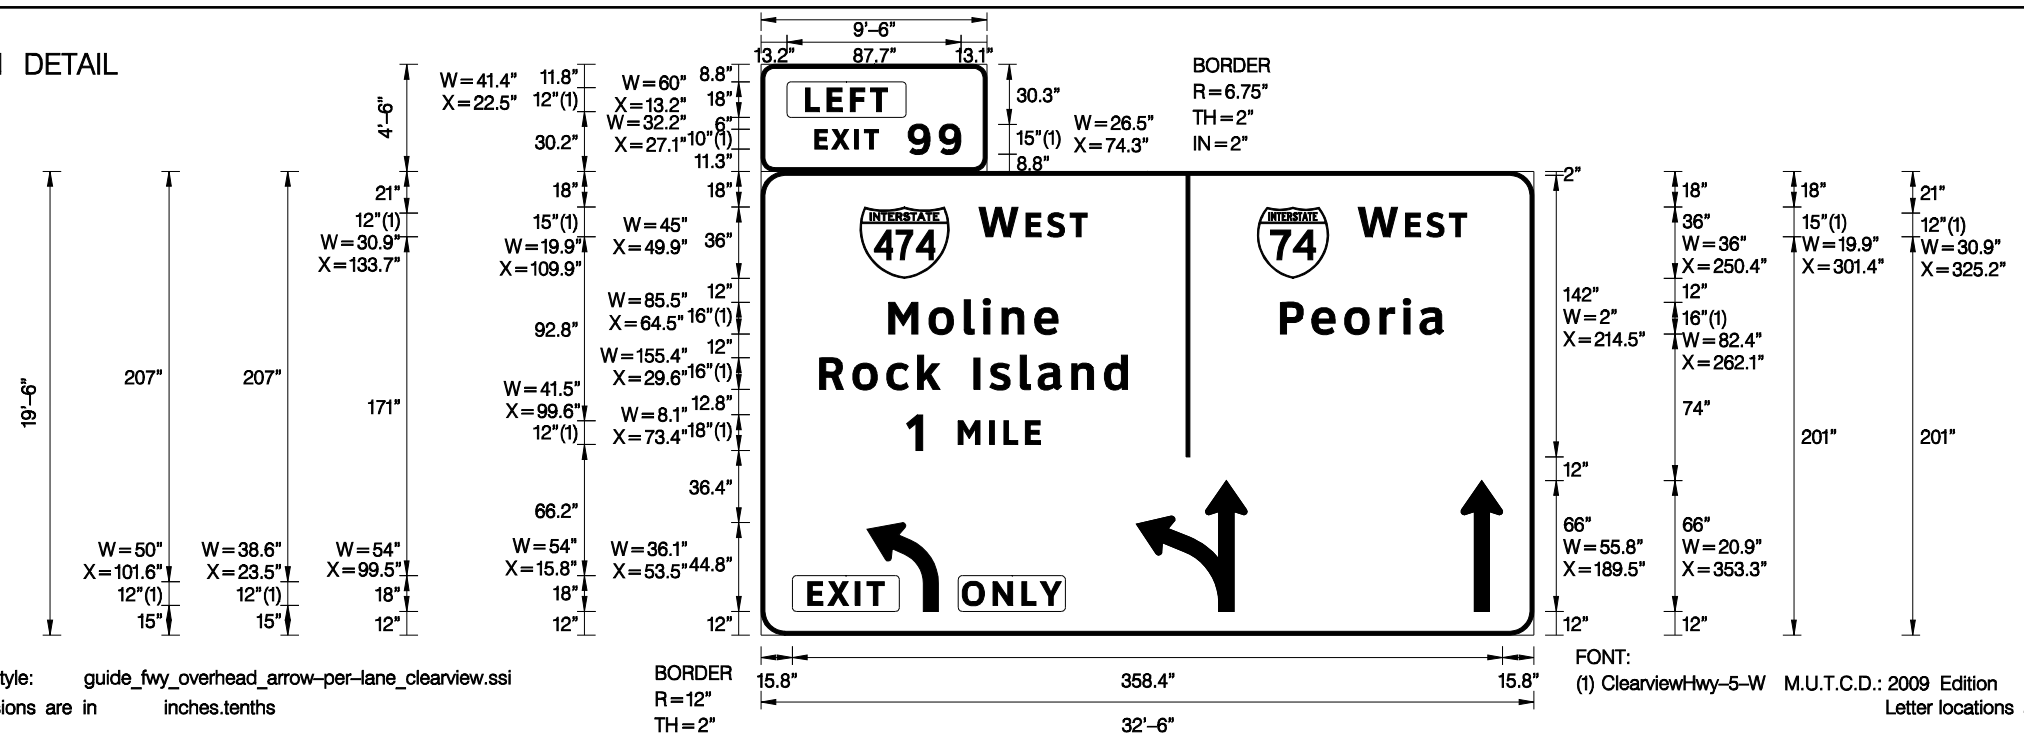 DETAIL
9'–6"
13.2" 87.7" 13.1"
4'–6"
W=41.4" X=22.5"
11.8"
12"(1)
30.2"
W=60" X=13.2"
W=32.2" X=27.1"
8.8"
18"
6"
10"(1)
11.3"
LEFT
EXIT 99
30.3"
15"(1)
8.8"
W=26.5" X=74.3"
BORDER
R=6.75"
TH=2"
IN=2"
19'–6"
207"
W=50" X=101.6"
12"(1)
15"
207"
W=38.6" X=23.5"
12"(1)
15"
21"
12"(1)
W=30.9" X=133.7"
171"
W=54" X=99.5"
18"
12"
18"
15"(1)
W=19.9" X=109.9"
92.8"
W=41.5" X=99.6"
12"(1)
66.2"
W=54" X=15.8"
18"
12"
18"
W=45" X=49.9"
36"
12"
W=85.5" X=64.5"
16"(1)
12"
W=155.4" X=29.6"
16"(1)
12.8"
W=8.1" X=73.4"
18"(1)
36.4"
W=36.1" X=53.5"
44.8"
12"
INTERSTATE
474
WEST
Moline
Rock Island
1 MILE
EXIT ONLY
INTERSTATE
74
WEST
Peoria
2"
142"
W=2"
X=214.5"
12"
66"
W=55.8"
X=189.5"
12"
18"
36"
W=36"
X=250.4"
12"
16"(1)
W=82.4"
X=262.1"
74"
66"
W=20.9"
X=353.3"
12"
18"
15"(1)
W=19.9"
X=301.4"
201"
21"
12"(1)
W=30.9"
X=325.2"
201"
15.8" 358.4" 15.8"
32'–6"
BORDER
R=12"
TH=2"
FONT:
(1) ClearviewHwy–5–W M.U.T.C.D.: 2009 Edition
Letter locations
tyle: guide_fwy_overhead_arrow–per–lane_clearview.ssi
sions are in inches.tenths